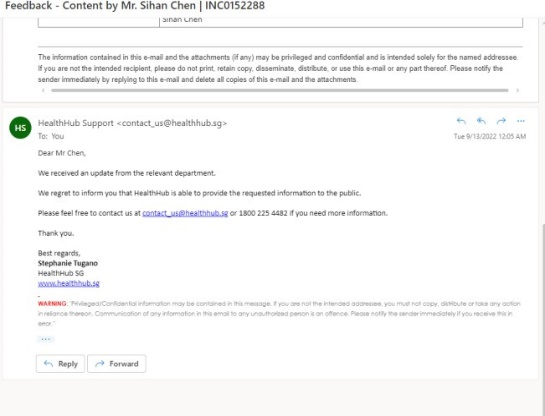 Feedback - Content by Mr. Sihan Chen | INC0152288
Sihan Chen
The information contained in this e-mail and the attachments (if any) may be privileged and confidential and is intended solely for the named addressee.
If you are not the intended recipient, please do not print, retain copy, disseminate, distribute, or use this e-mail or any part thereof. Please notify the
sender immediately by replying to this e-mail and delete all copies of this e-mail and the attachments.
HS
HealthHub Support <contact_us@healthhub.sg>
To: You
Tue 9/13/2022 12:05 AM
Dear Mr Chen,
We received an update from the relevant department.
We regret to inform you that HealthHub is able to provide the requested information to the public.
Please feel free to contact us at contact_us@healthhub.sg or 1800 225 4482 if you need more information.
Thank you.
Best regards,
Stephanie Tugano
HealthHub SG
www.healthhub.sg
WARNING: "Privileged/Confidential information may be contained in this message. If you are not the intended addressee, you must not copy, distribute or take any action
in reliance thereon. Communication of any information in this email to any unauthorized person is an offence. Please notify the sender immediately if you receive this in
error."
Reply
Forward